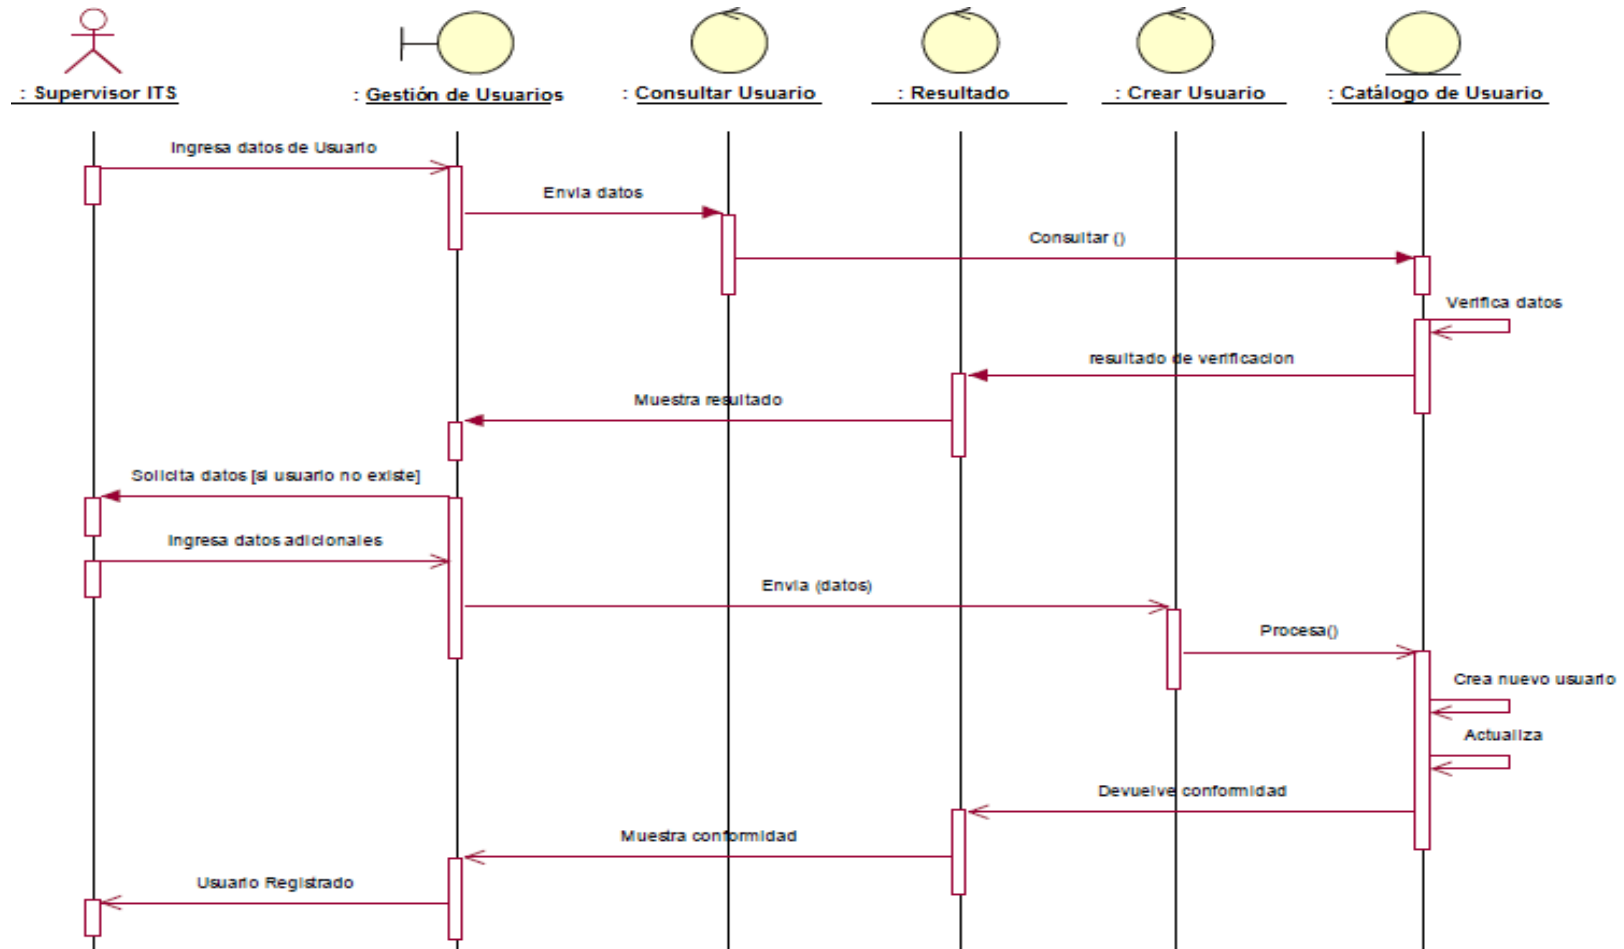 : Supervisor ITS
: Gestión de Usuarios
: Consultar Usuario
: Resultado
: Crear Usuario
: Catálogo de Usuario
Ingresa datos de Usuario
Envia datos
Consultar ()
Verifica datos
resultado de verificacion
Muestra resultado
Solicita datos [si usuario no existe]
Ingresa datos adicionales
Envia (datos)
Procesa()
Crea nuevo usuario
Actualiza
Devuelve conformidad
Muestra conformidad
Usuario Registrado